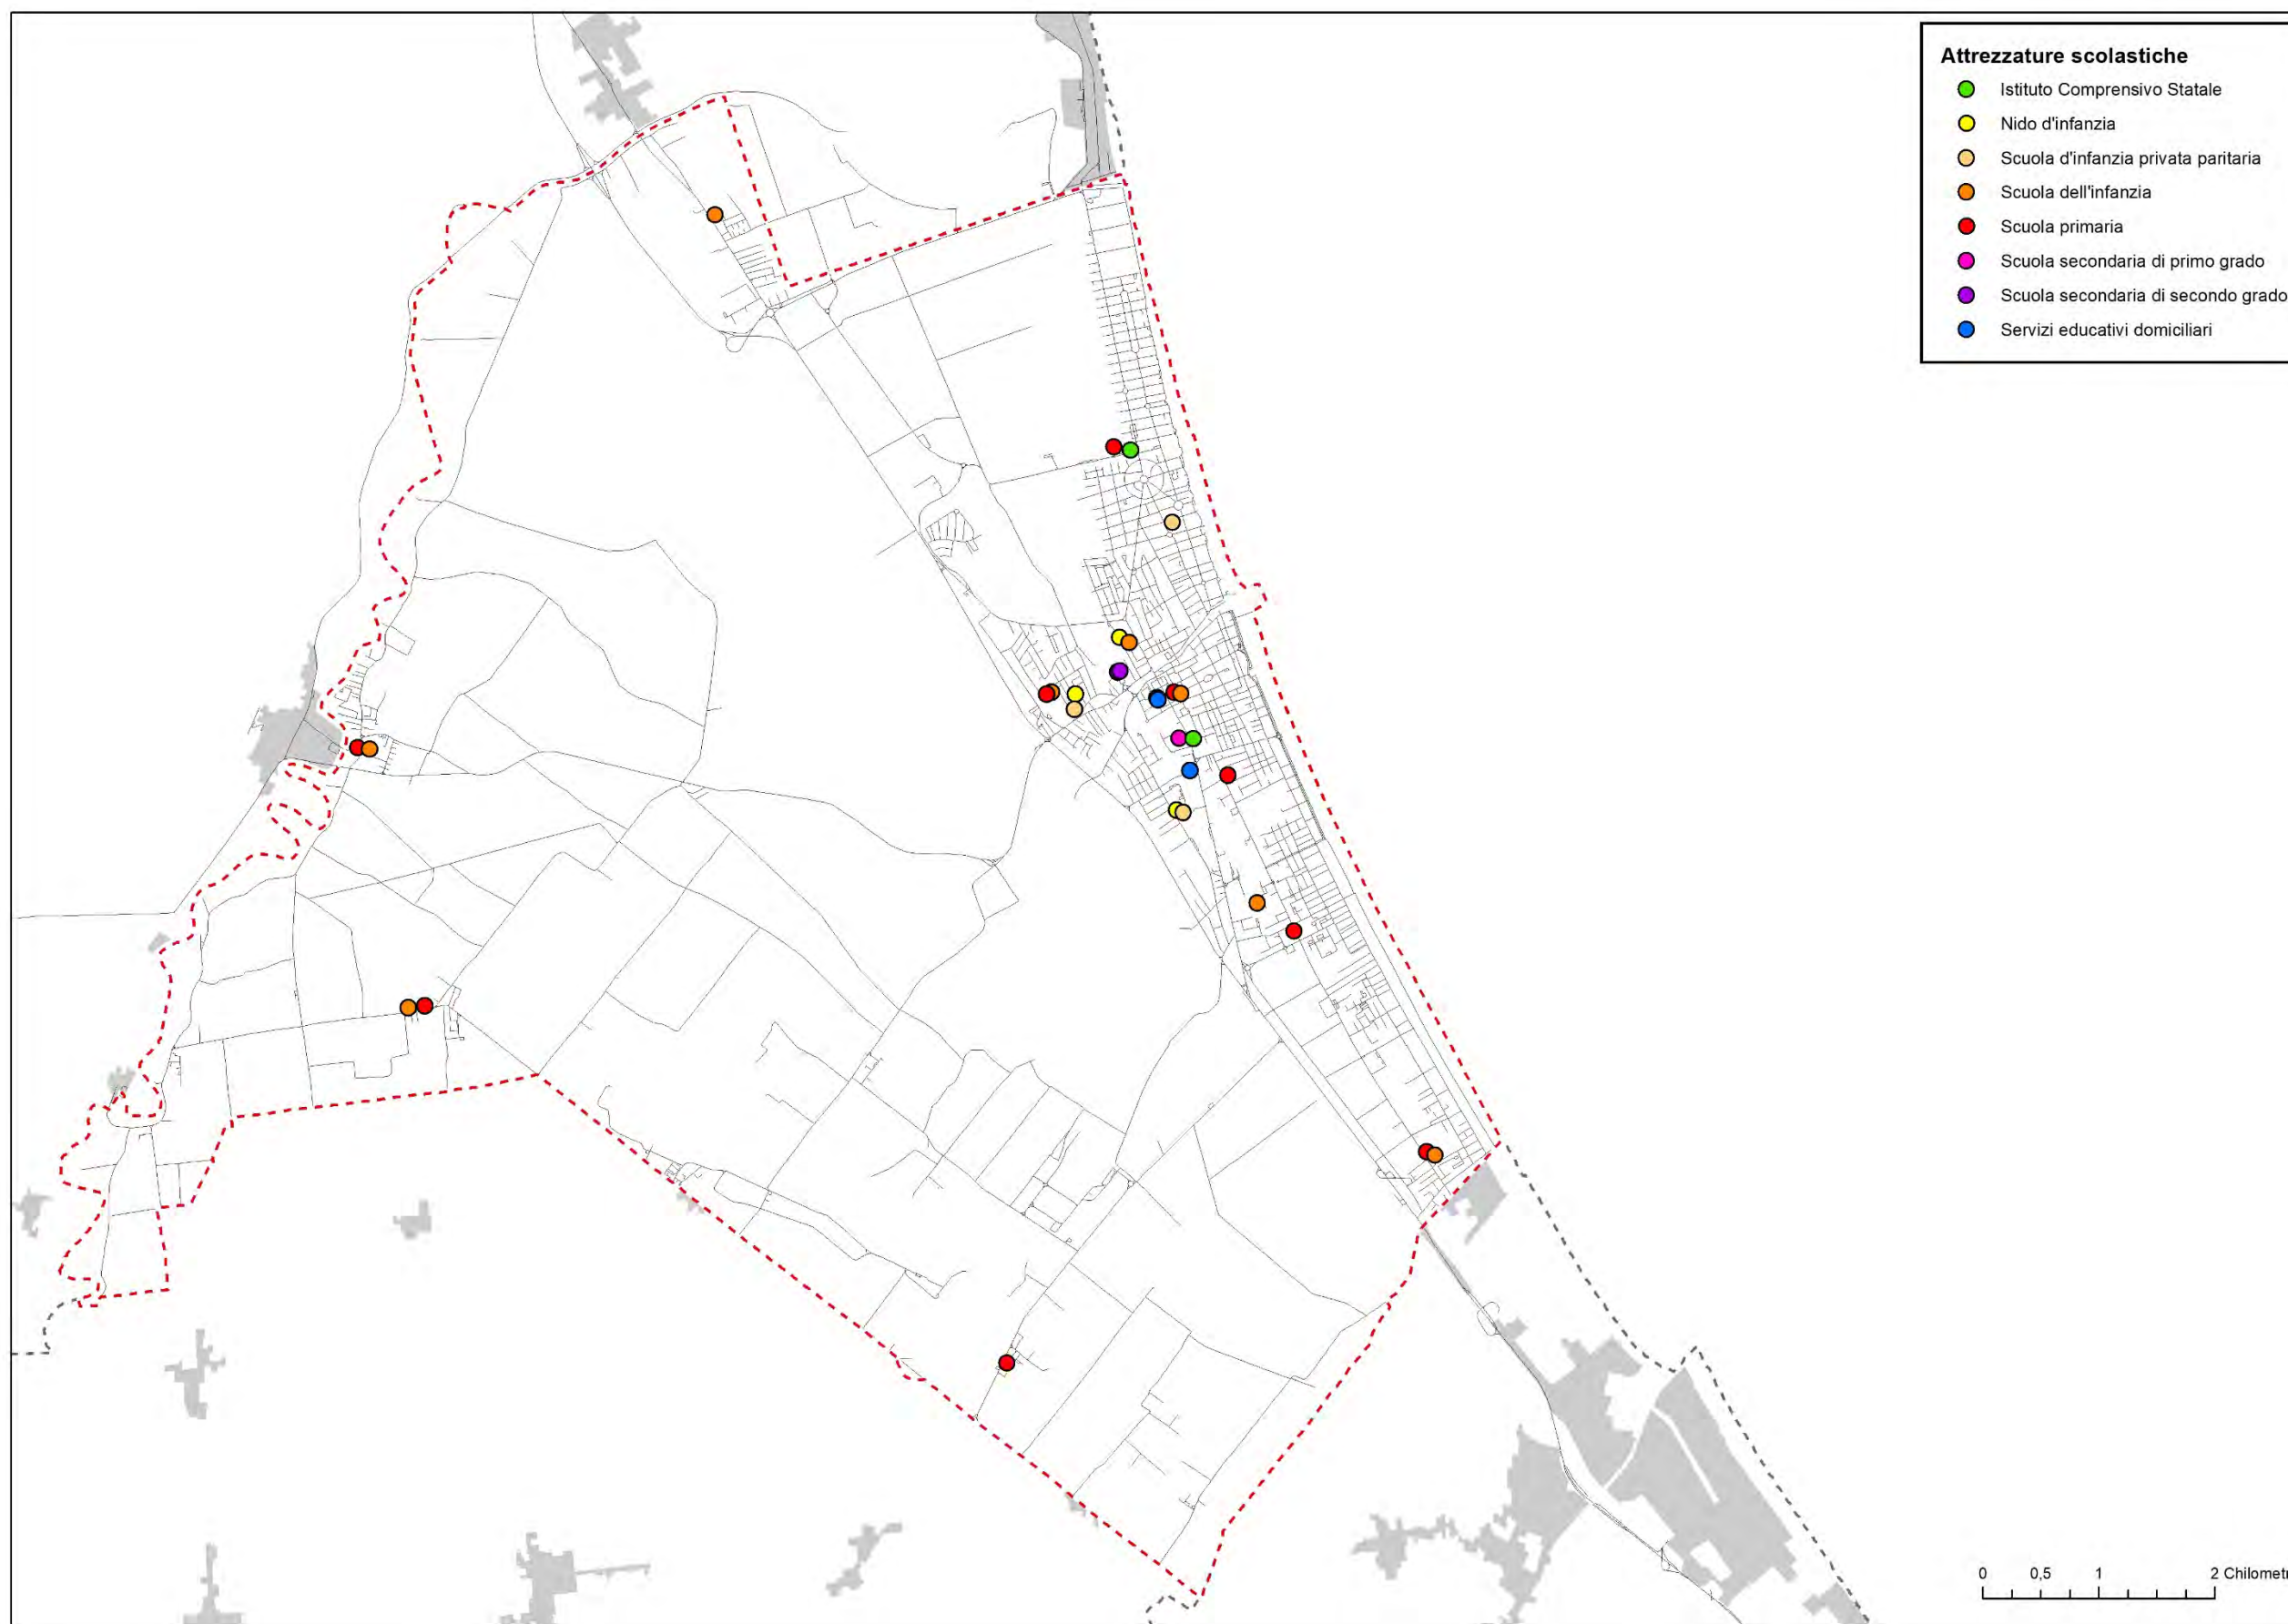 Attrezzature scolastiche
Istituto Comprensivo Statale
Nido d'infanzia
Scuola d'infanzia privata paritaria
Scuola dell'infanzia
Scuola primaria
Scuola secondaria di primo grado
Scuola secondaria di secondo grado
Servizi educativi domiciliari
0 0,5 1 2 Chilometr